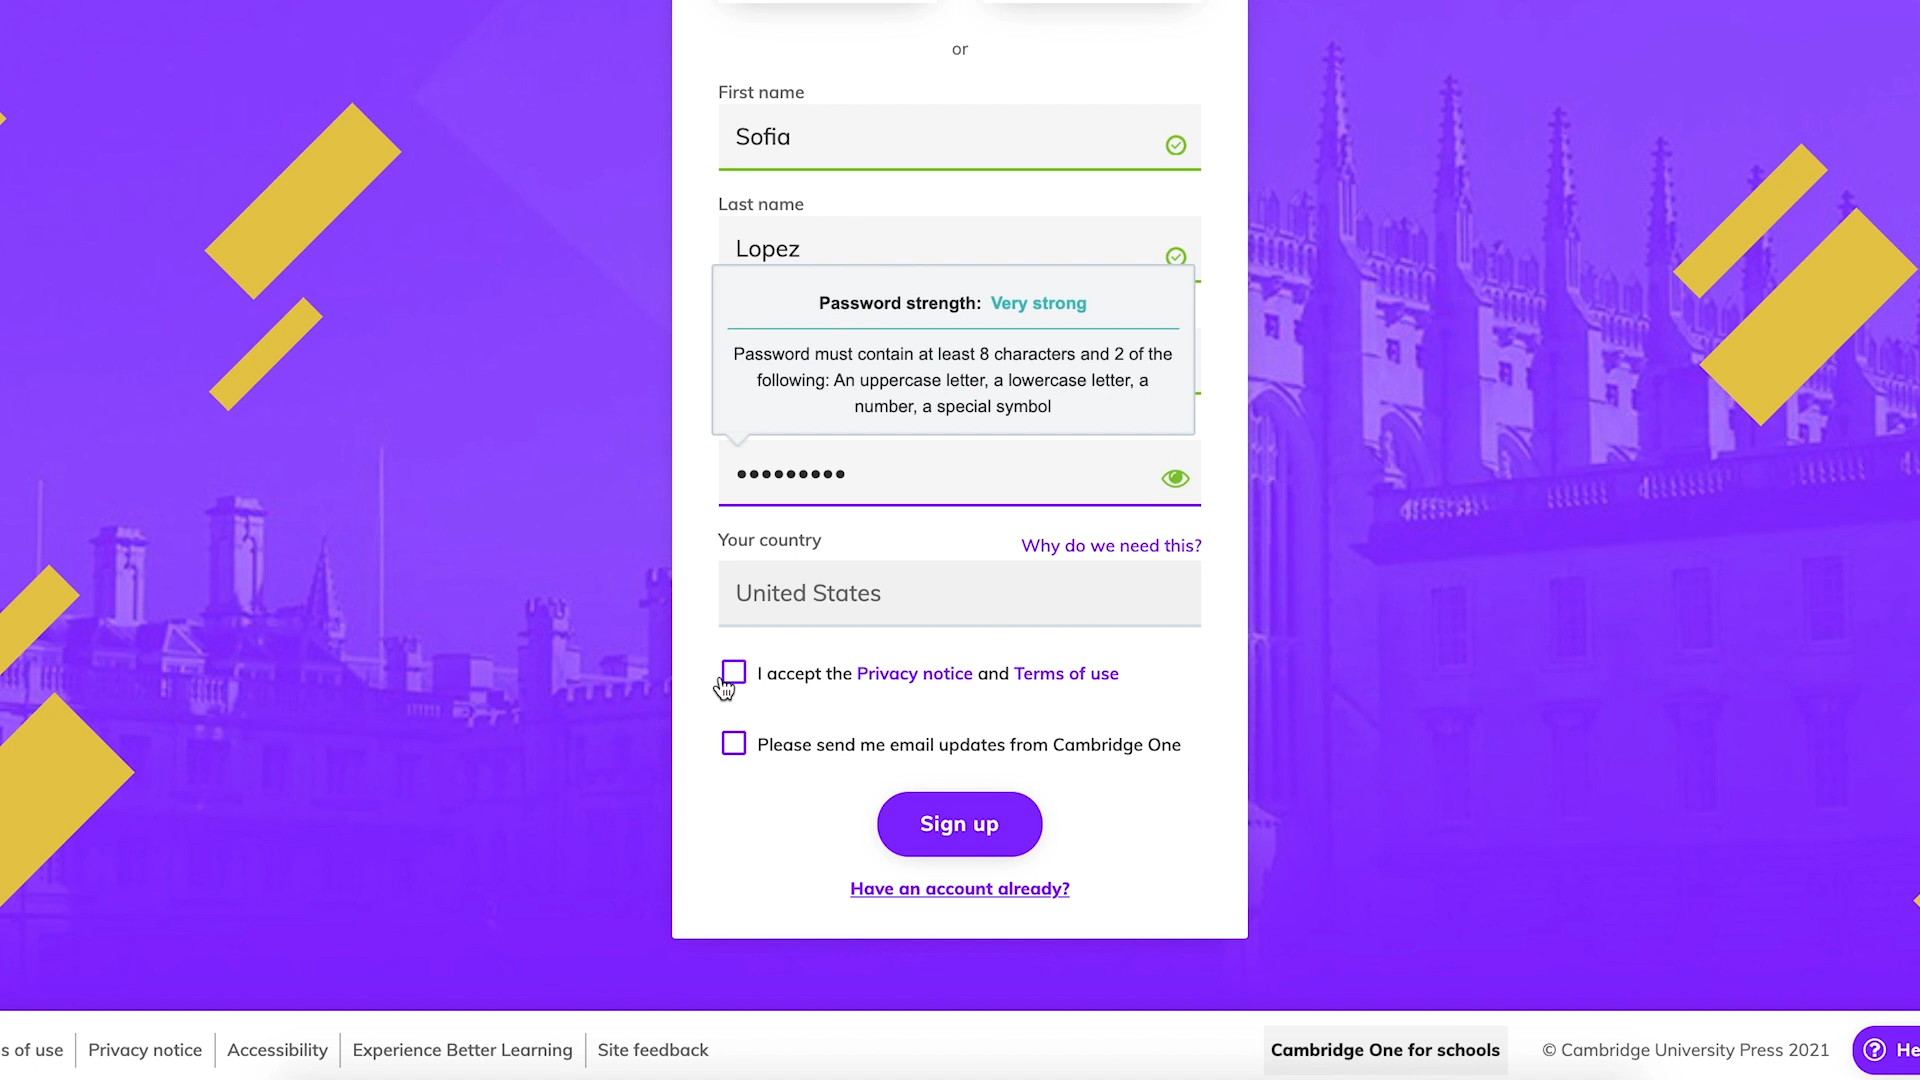 or
First name
Sofia
Last name
Lopez
Password strength: Very strong
Password must contain at least 8 characters and 2 of the
following: An uppercase letter, a lowercase letter, a
number, a special symbol
•••••••••
Your country
Why do we need this?
United States
I accept the Privacy notice and Terms of use
Please send me email updates from Cambridge One
Sign up
Have an account already?
s of use
Privacy notice
Accessibility
Experience Better Learning
Site feedback
Cambridge One for schools
© Cambridge University Press 2021
He